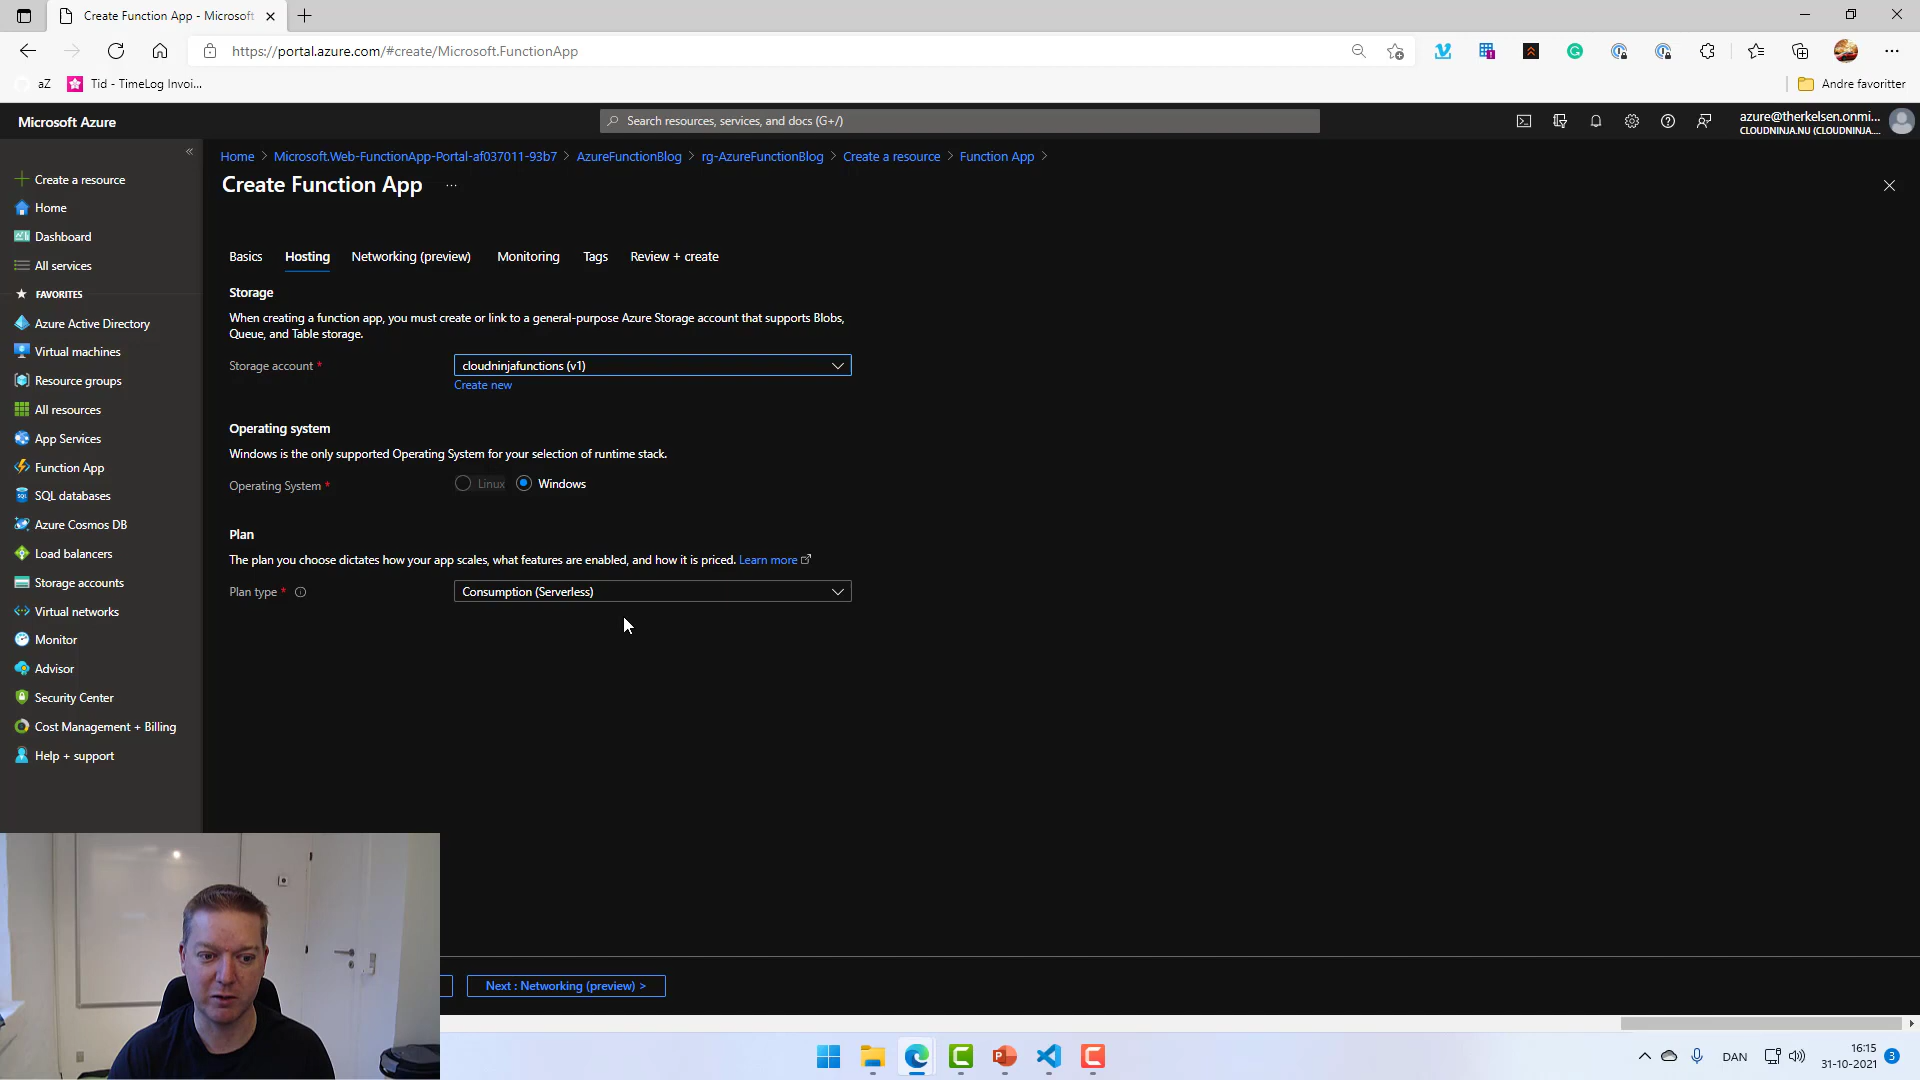 Create Function App - Microsoft
https://portal.azure.com/#create/Microsoft.FunctionApp
aZ
Tid - TimeLog Invoi...
Andre favoritter
Microsoft Azure
Search resources, services, and docs (G+/)
azure@therkelsen.onmi...
CLOUDNINJA.NU (CLOUDNINJA....
Home > Microsoft.Web-FunctionApp-Portal-af037011-93b7 > AzureFunctionBlog > rg-AzureFunctionBlog > Create a resource > Function App >
Create Function App ...
Create a resource
Home
Dashboard
All services
FAVORITES
Azure Active Directory
Virtual machines
Resource groups
All resources
App Services
Function App
SQL databases
Azure Cosmos DB
Load balancers
Storage accounts
Virtual networks
Monitor
Advisor
Security Center
Cost Management + Billing
Help + support
Basics Hosting Networking (preview) Monitoring Tags Review + create
Storage
When creating a function app, you must create or link to a general-purpose Azure Storage account that supports Blobs,
Queue, and Table storage.
Storage account * cloudninjafunctions (v1)
Create new
Operating system
Windows is the only supported Operating System for your selection of runtime stack.
Operating System * Linux Windows
Plan
The plan you choose dictates how your app scales, what features are enabled, and how it is priced. Learn more
Plan type * Consumption (Serverless)
Next : Networking (preview) >
DAN
16:15
31-10-2021
3